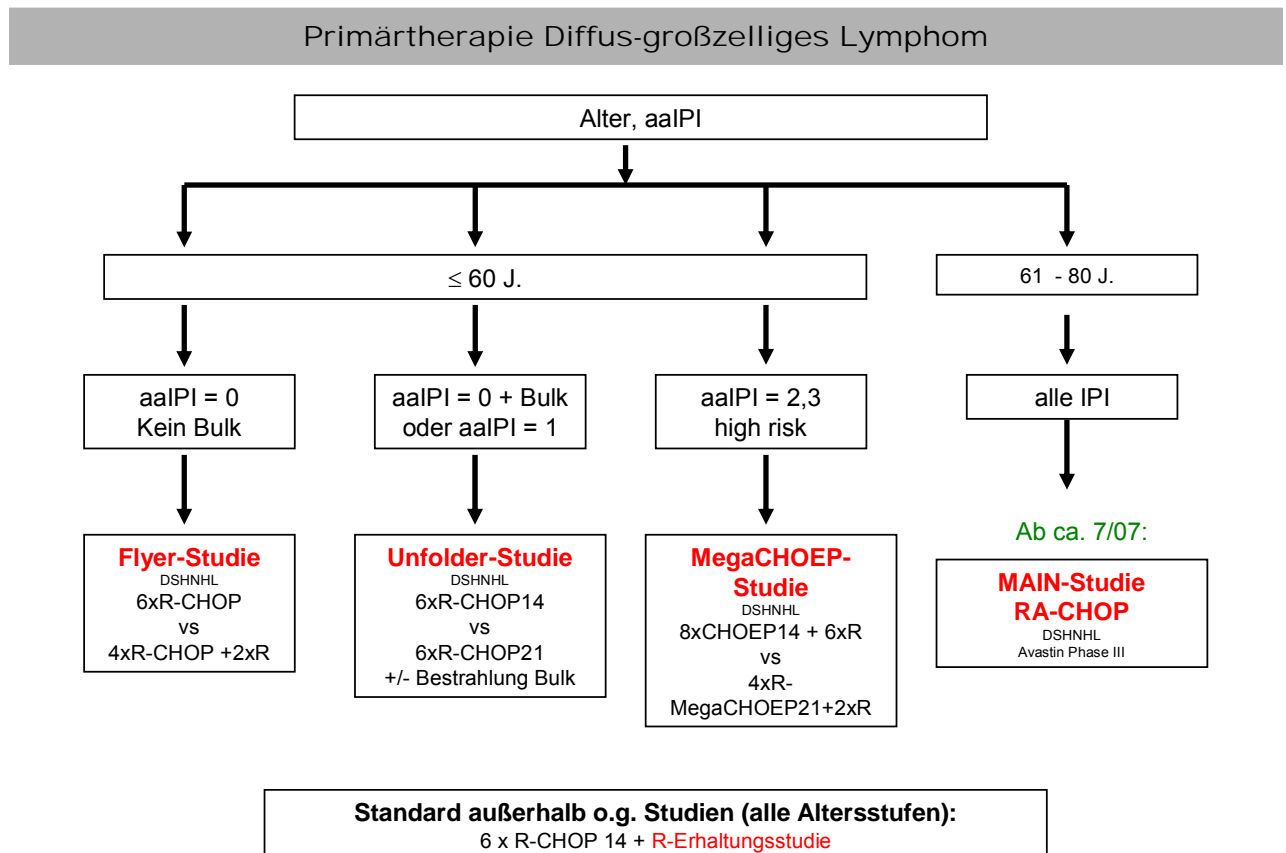 Primärtherapie Diffus-großzelliges Lymphom
Alter, aaIPI
≤ 60 J.
61 - 80 J.
aaIPI = 0
Kein Bulk
aaIPI = 0 + Bulk
oder aaIPI = 1
aaIPI = 2,3
high risk
alle IPI
Flyer-Studie
DSHNHL
6xR-CHOP
vs
4xR-CHOP +2xR
Unfolder-Studie
DSHNHL
6xR-CHOP14
vs
6xR-CHOP21
+/- Bestrahlung Bulk
MegaCHOEP-
Studie
DSHNHL
8xCHOEP14 + 6xR
vs
4xR-
MegaCHOEP21+2xR
Ab ca. 7/07:
MAIN-Studie
RA-CHOP
DSHNHL
Avastin Phase III
Standard außerhalb o.g. Studien (alle Altersstufen):
6 x R-CHOP 14 + R-Erhaltungsstudie